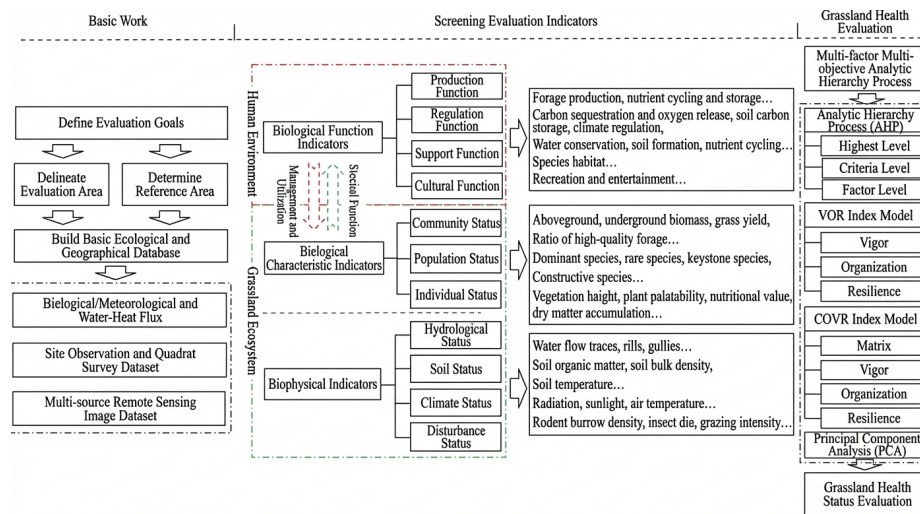 Basic Work
Screening Evaluation Indicators
Grassland Health
Evaluation
Define Evaluation Goals
Delineate
Evaluation Area
Determine
Reference Area
Build Basic Ecological and
Geographical Database
Bielogical/Meteorological and
Water-Heat Flux
Site Observation and Quadrat
Survey Dataset
Multi-source Remote Sensing
Image Dataset
Human Environment
Grassland Ecosystem
Biological Function
Indicators
Management and
Utilization
Slecial Function
Biological
Characteristic Indicators
Biophysical Indicators
Production
Function
Regulation
Function
Support Function
Cultural Function
Community Status
Population Status
Individual Status
Hydrological
Status
Soil Status
Climate Status
Disturbance
Status
Forage production, nutrient cycling and storage…
Carbon sequestration and oxygen release, soil carbon
storage, climate regulation,
Water conservation, soil formation, nutrient cycling…
Species habitat…
Recreation and entertainment…
Aboveground, underground biomass, grass yield,
Ratio of high-quality forage…
Dominant species, rare species, keystone species,
Constructive species…
Vegetation haight, plant palatability, nutritional value,
dry matter accumulation…
Water flow traces, rills, gullies…
Soil organic matter, soil bulk density,
Soil temperature…
Radiation, sunlight, air temperature…
Rodent burrow density, insect die, grazing intensity…
Multi-factor Multi-
objective Analytic
Hierarchy Process
Analytic Hierarchy
Process (AHP)
Highest Level
Criteria Level
Factor Level
VOR Index Model
Vigor
Organization
Resilience
COVR Index Model
Matrix
Vigor
Organization
Resilience
Principal Component
Analysis (PCA)
Grassland Health
Status Evaluation